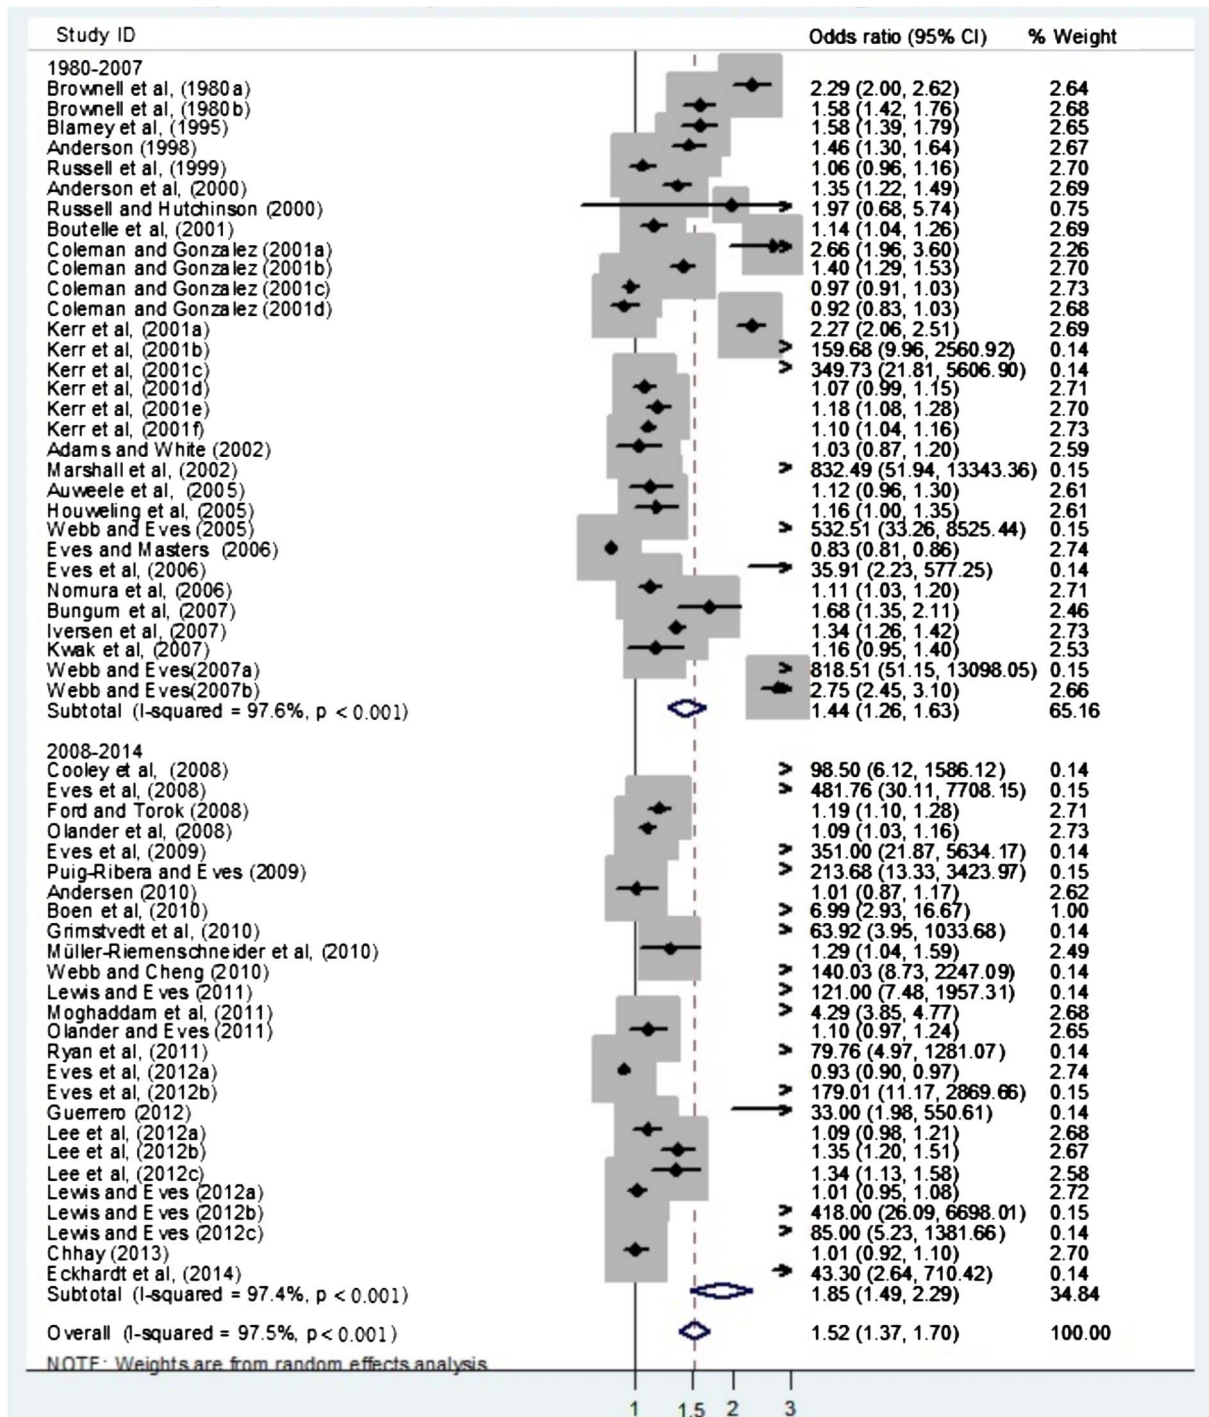 Study ID Odds ratio (95% CI) % Weight
1980-2007
Brownell et al, (1980a) 2.29 (2.00, 2.62) 2.64
Brownell et al, (1980b) 1.58 (1.42, 1.76) 2.68
Blamey et al, (1995) 1.58 (1.39, 1.79) 2.65
Anderson (1998) 1.46 (1.30, 1.64) 2.67
Russell et al, (1999) 1.06 (0.96, 1.16) 2.70
Anderson et al, (2000) 1.35 (1.22, 1.49) 2.69
Russell and Hutchinson (2000) 1.97 (0.68, 5.74) 0.75
Boutelle et al, (2001) 1.14 (1.04, 1.26) 2.69
Coleman and Gonzalez (2001a) 2.66 (1.96, 3.60) 2.26
Coleman and Gonzalez (2001b) 1.40 (1.29, 1.53) 2.70
Coleman and Gonzalez (2001c) 0.97 (0.91, 1.03) 2.73
Coleman and Gonzalez (2001d) 0.92 (0.83, 1.03) 2.68
Kerr et al, (2001a) 2.27 (2.06, 2.51) 2.69
Kerr et al, (2001b) 159.68 (9.96, 2560.92) 0.14
Kerr et al, (2001c) 349.73 (21.81, 5606.90) 0.14
Kerr et al, (2001d) 1.07 (0.99, 1.15) 2.71
Kerr et al, (2001e) 1.18 (1.08, 1.28) 2.70
Kerr et al, (2001f) 1.10 (1.04, 1.16) 2.73
Adams and White (2002) 1.03 (0.87, 1.20) 2.59
Marshall et al, (2002) 832.49 (51.94, 13343.36) 0.15
Auweele et al, (2005) 1.12 (0.96, 1.30) 2.61
Houweling et al, (2005) 1.16 (1.00, 1.35) 2.61
Webb and Eves (2005) 532.51 (33.26, 8525.44) 0.15
Eves and Masters (2006) 0.83 (0.81, 0.86) 2.74
Eves et al, (2006) 35.91 (2.23, 577.25) 0.14
Nomura et al, (2006) 1.11 (1.03, 1.20) 2.71
Bungum et al, (2007) 1.68 (1.35, 2.11) 2.46
Iversen et al, (2007) 1.34 (1.26, 1.42) 2.73
Kwak et al, (2007) 1.16 (0.95, 1.40) 2.53
Webb and Eves(2007a) 818.51 (51.15, 13098.05) 0.15
Webb and Eves(2007b) 2.75 (2.45, 3.10) 2.66
Subtotal (I-squared = 97.6%, p < 0.001) 1.44 (1.26, 1.63) 65.16
2008-2014
Cooley et al, (2008) 98.50 (6.12, 1586.12) 0.14
Eves et al, (2008) 481.76 (30.11, 7708.15) 0.15
Ford and Torok (2008) 1.19 (1.10, 1.28) 2.71
Olander et al, (2008) 1.09 (1.03, 1.16) 2.73
Eves et al, (2009) 351.00 (21.87, 5634.17) 0.14
Puig-Ribera and Eves (2009) 213.68 (13.33, 3423.97) 0.15
Andersen (2010) 1.01 (0.87, 1.17) 2.62
Boen et al, (2010) 6.99 (2.93, 16.67) 1.00
Grimstvedt et al, (2010) 63.92 (3.95, 1033.68) 0.14
Müller-Riemenschneider et al, (2010) 1.29 (1.04, 1.59) 2.49
Webb and Cheng (2010) 140.03 (8.73, 2247.09) 0.14
Lewis and Eves (2011) 121.00 (7.48, 1957.31) 0.14
Moghaddam et al, (2011) 4.29 (3.85, 4.77) 2.68
Olander and Eves (2011) 1.10 (0.97, 1.24) 2.65
Ryan et al, (2011) 79.76 (4.97, 1281.07) 0.14
Eves et al, (2012a) 0.93 (0.90, 0.97) 2.74
Eves et al, (2012b) 179.01 (11.17, 2869.66) 0.15
Guerrero (2012) 33.00 (1.98, 550.61) 0.14
Lee et al, (2012a) 1.09 (0.98, 1.21) 2.68
Lee et al, (2012b) 1.35 (1.20, 1.51) 2.67
Lee et al, (2012c) 1.34 (1.13, 1.58) 2.58
Lewis and Eves (2012a) 1.01 (0.95, 1.08) 2.72
Lewis and Eves (2012b) 418.00 (26.09, 6698.01) 0.15
Lewis and Eves (2012c) 85.00 (5.23, 1381.66) 0.14
Chhay (2013) 1.01 (0.92, 1.10) 2.70
Eckhardt et al, (2014) 43.30 (2.64, 710.42) 0.14
Subtotal (I-squared = 97.4%, p < 0.001) 1.85 (1.49, 2.29) 34.84
Overall (I-squared = 97.5%, p< 0.001) 1.52 (1.37, 1.70) 100.00
NOTE: Weights are from random effects analysis
1 1.5 2 3